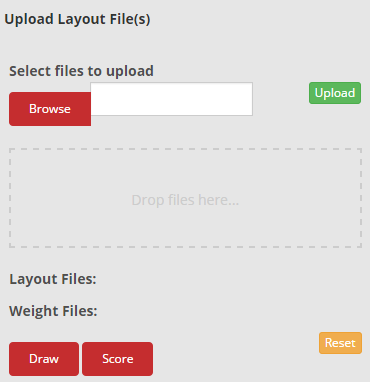 Upload Layout File(s)
Select files to upload
Browse
Upload
Drop files here...
Layout Files:
Weight Files:
Reset
Draw Score